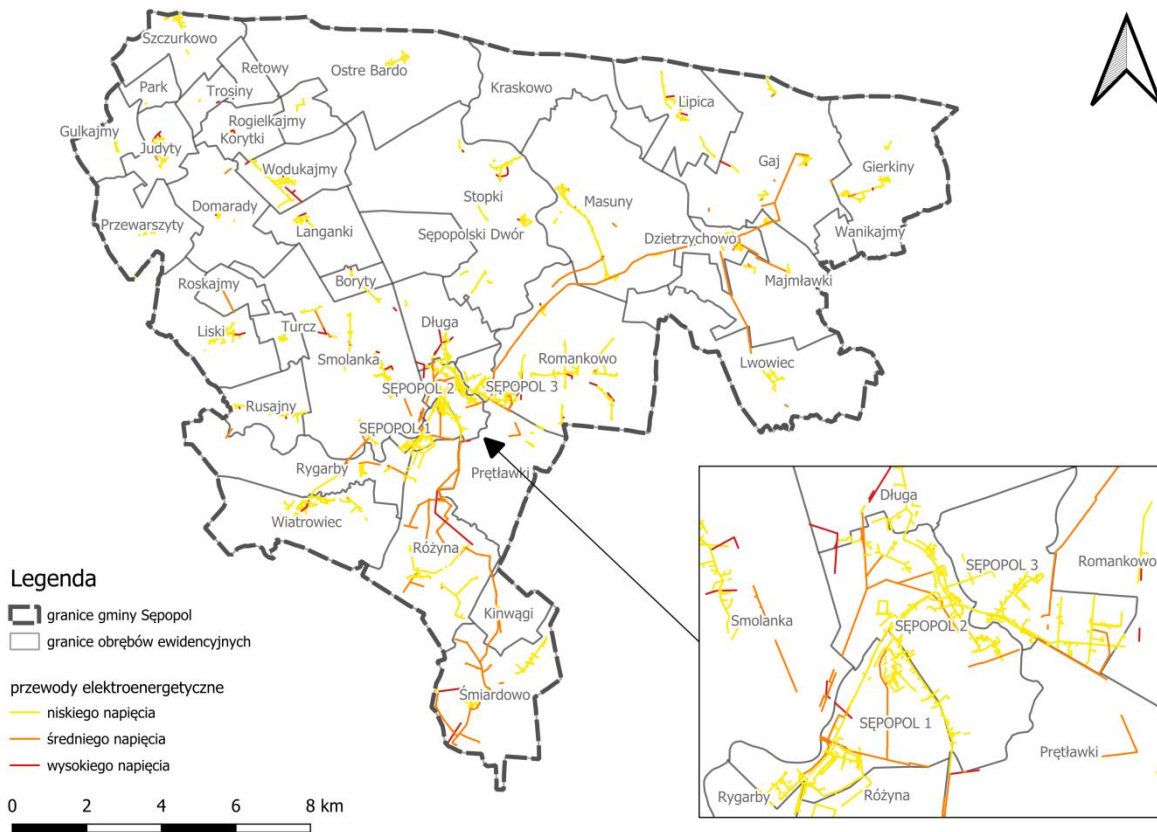 Szczurkowo
Retowy
Ostre Bardo
Kraskowo
Park
Trosiny
Lipica
Rogielkajmy
Gulkajmy
Korytki
Judyty
Gaj
Gierkiny
Wodukajmy
Stopki
Masuny
Domarady
Przewarszyty
Langanki
Sępopolski Dwór
Dzietrzychowo
Wanikajmy
Roskajmy
Boryty
Majmławki
Liski
Turcz
Długa
Smolanka
Romankowo
Lwowiec
SĘPOPOL 2
SĘPOPOL 3
Rusajny
SĘPOPOL 1
Rygarby
Prętławki
Wiatrowiec
Różyna
Kinwągi
Śmiardowo
Legenda
granice gminy Sępopol
granice obrębów ewidencyjnych
przewody elektroenergetyczne
niskiego napięcia
średniego napięcia
wysokiego napięcia
0 2 4 6 8 km
Długa
SĘPOPOL 3
Romankowo
Smolanka
SĘPOPOL 2
SĘPOPOL 1
Prętławki
Rygarby
Różyna